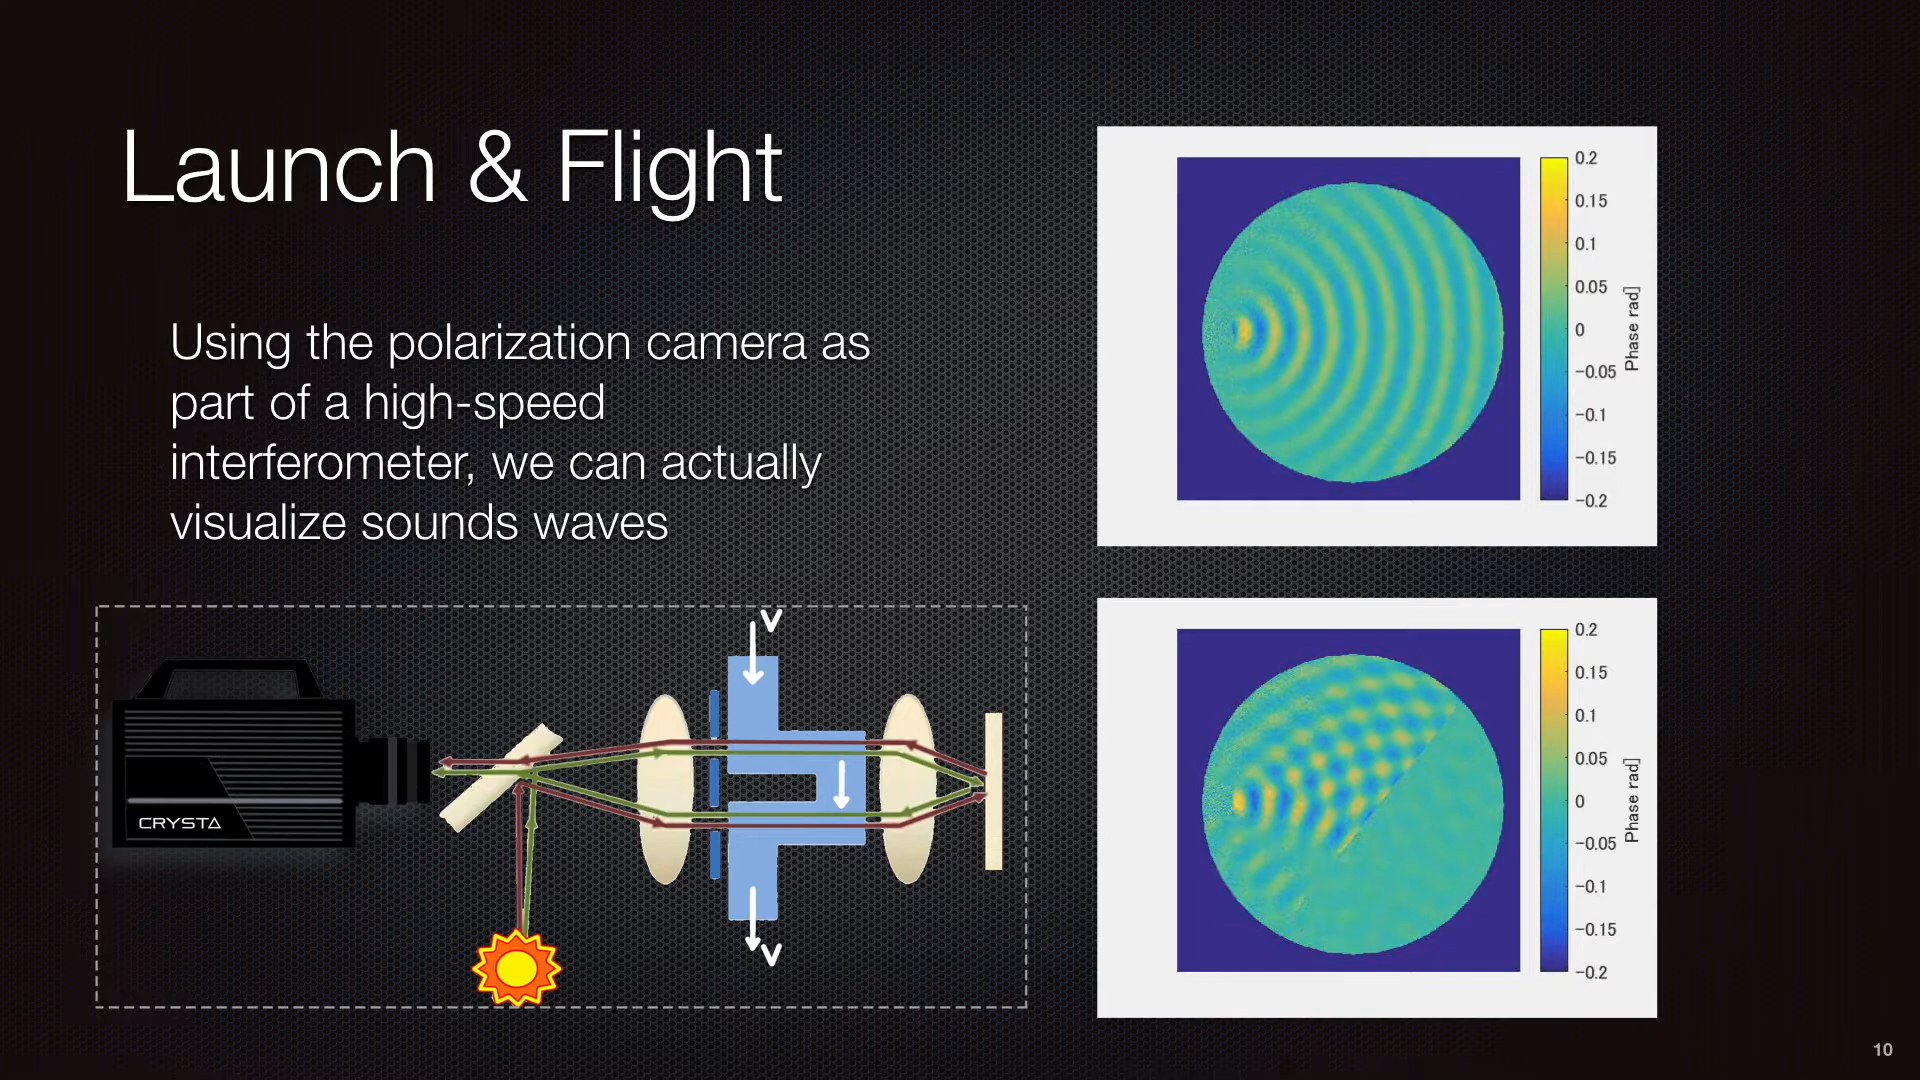 Launch & Flight
Using the polarization camera as
part of a high-speed
interferometer, we can actually
visualize sounds waves
CRYSTA
V
V
0.2
0.15
0.1
0.05
0
−0.05
−0.1
−0.15
−0.2
Phase rad]
0.2
0.15
0.1
0.05
0
−0.05
−0.1
−0.15
−0.2
Phase rad]
10